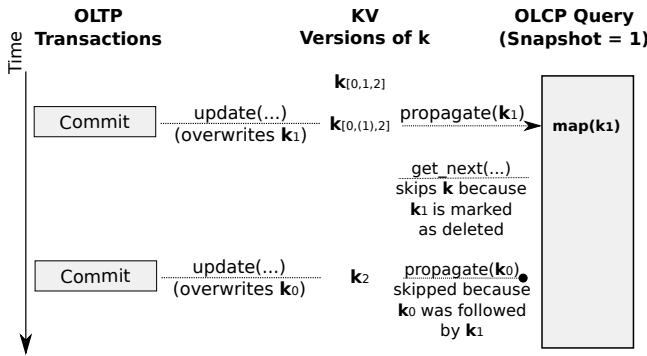 OLTP
Transactions
KV
Versions of k
OLCP Query
(Snapshot = 1)
Time
k[0,1,2]
Commit
update(...)
(overwrites k1)
k[0,(1),2]
propagate(k1)
map(k1)
get_next(...)
skips k because
k1 is marked
as deleted
Commit
update(...)
(overwrites k0)
k2
propagate(k0)
skipped because
k0 was followed
by k1